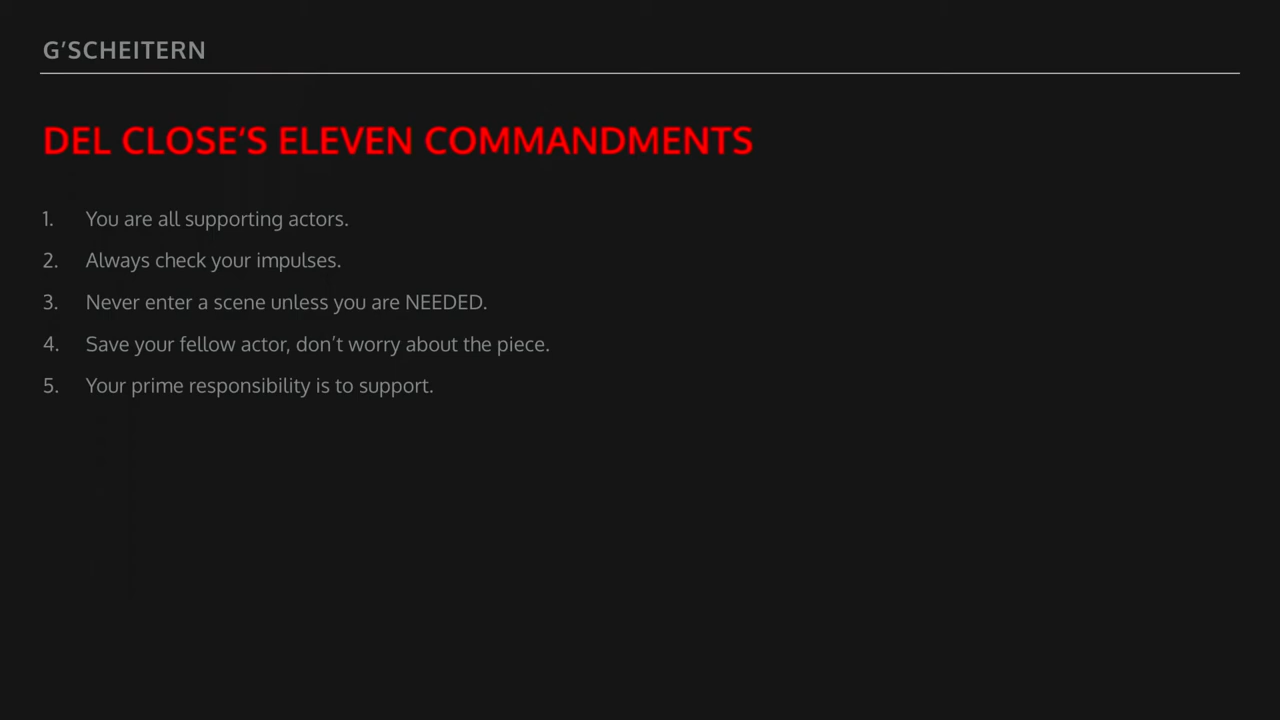 G‘SCHEITERN
DEL CLOSE‘S ELEVEN COMMANDMENTS
1. You are all supporting actors.
2. Always check your impulses.
3. Never enter a scene unless you are NEEDED.
4. Save your fellow actor, don’t worry about the piece.
5. Your prime responsibility is to support.